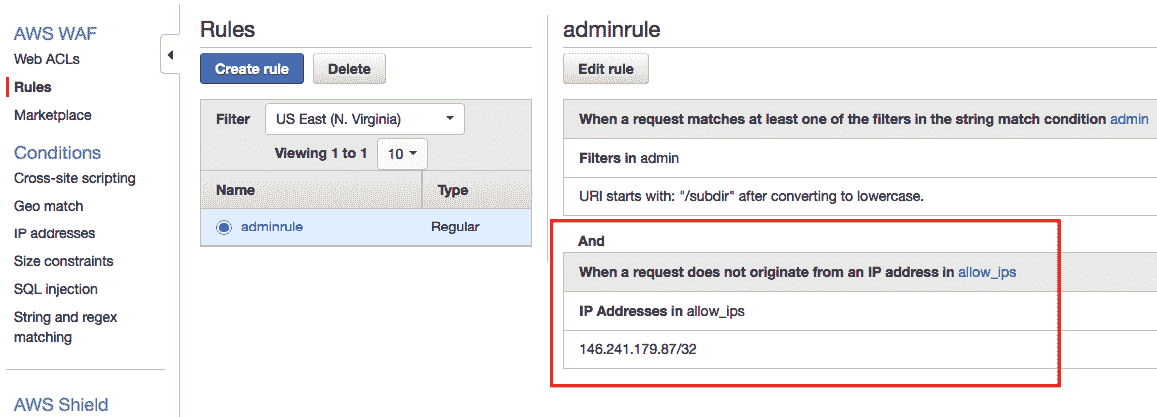 AWS WAF
Web ACLs
Rules
Marketplace
Conditions
Cross-site scripting
Geo match
IP addresses
Size constraints
SQL injection
String and regex
matching
AWS Shield
Rules
Create rule Delete
Filter US East (N. Virginia)
Viewing 1 to 1 10
Name Type
adminrule Regular
adminrule
Edit rule
When a request matches at least one of the filters in the string match condition admin
Filters in admin
URI starts with: "/subdir" after converting to lowercase.
And
When a request does not originate from an IP address in allow_ips
IP Addresses in allow_ips
146.241.179.87/32